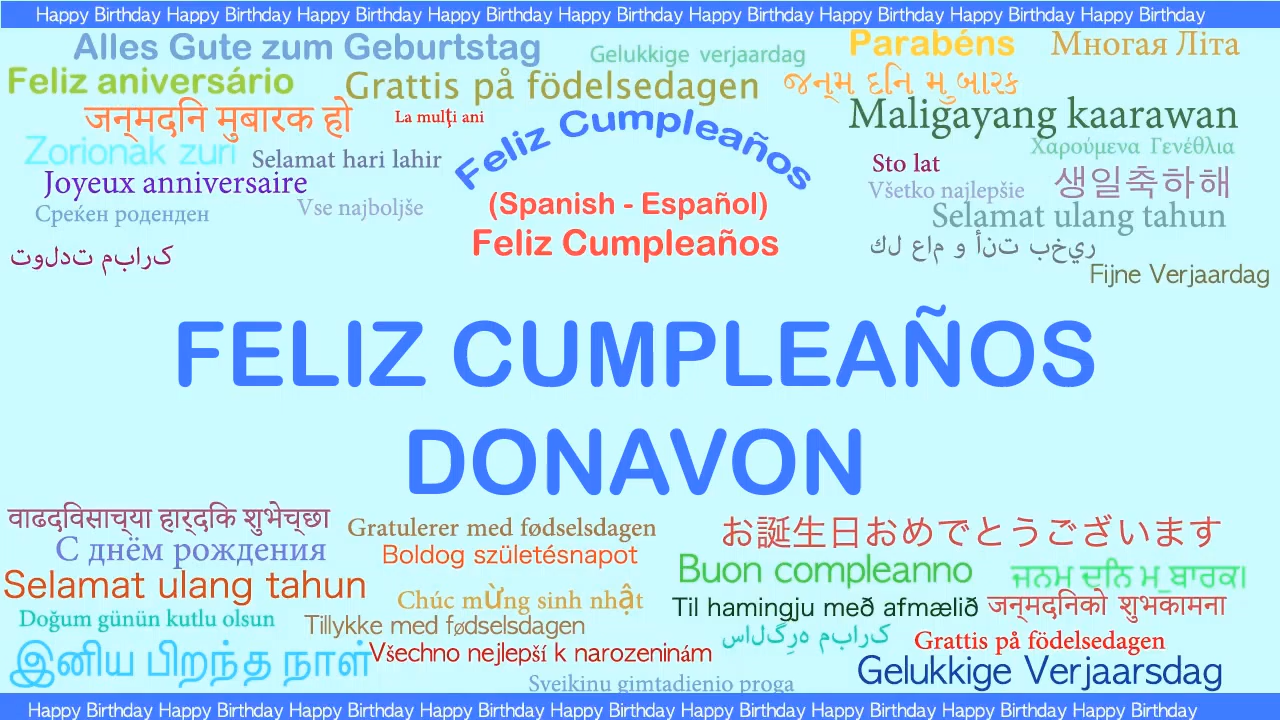 Happy Birthday Happy Birthday Happy Birthday Happy Birthday Happy Birthday Happy Birthday Happy Birthday Happy Birthday Happy Birthday
Alles Gute zum Geburtstag
Gelukkige verjaardag
Parabéns
Многая Літа
Feliz aniversário
Grattis på födelsedagen
જન્મ દિન મુબારક
जन्मदिन मुबारक हो
La mulţi ani
Feliz Cumpleaños
Maligayang kaarawan
Zorionak zuri
Selamat hari lahir
Sto lat
Χαρούμενα Γενέθλια
Joyeux anniversaire
(Spanish - Español)
Všetko najlepšie
생일축하해
Среќен роденден
Vse najboljše
Feliz Cumpleaños
Selamat ulang tahun
تولدت مبارک
كل عام و أنت بخير
Fijne Verjaardag
FELIZ CUMPLEAÑOS
DONAVON
वाढदिवसाच्या हार्दिक शुभेच्छा
Gratulerer med fødselsdagen
お誕生日おめでとうございます
С днём рождения
Boldog születésnapot
Selamat ulang tahun
Buon compleanno
ਜਨਮ ਦਿਨ ਮੁਬਾਰਕ।
Chúc mừng sinh nhật
Til hamingju með afmælið
जन्मदिनको शुभकामना
Doğum günün kutlu olsun
Tillykke med fødselsdagen
سالگرہ مبارک
Grattis på födelsedagen
இனிய பிறந்த நாள்
Všechno nejlepší k narozeninám
Gelukkige Verjaarsdag
Sveikinu gimtadienio proga
Happy Birthday Happy Birthday Happy Birthday Happy Birthday Happy Birthday Happy Birthday Happy Birthday Happy Birthday Happy Birthday